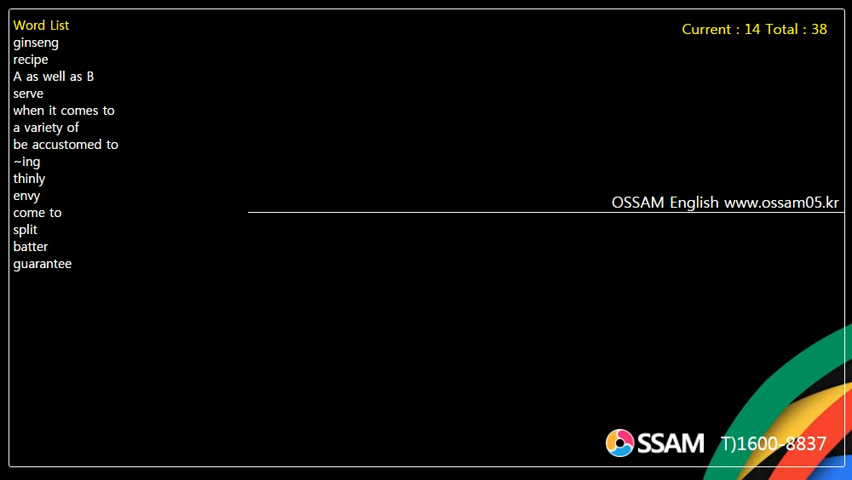 Word List
ginseng
recipe
A as well as B
serve
when it comes to
a variety of
be accustomed to
~ing
thinly
envy
come to
split
batter
guarantee
Current : 14 Total : 38
OSSAM English www.ossam05.kr
OSSAM T)1600-8837